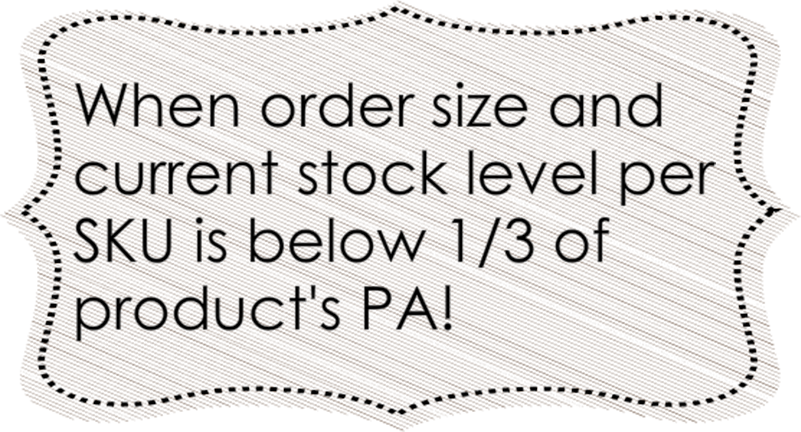 When order size and
current stock level per
SKU is below 1/3 of
product's PA!